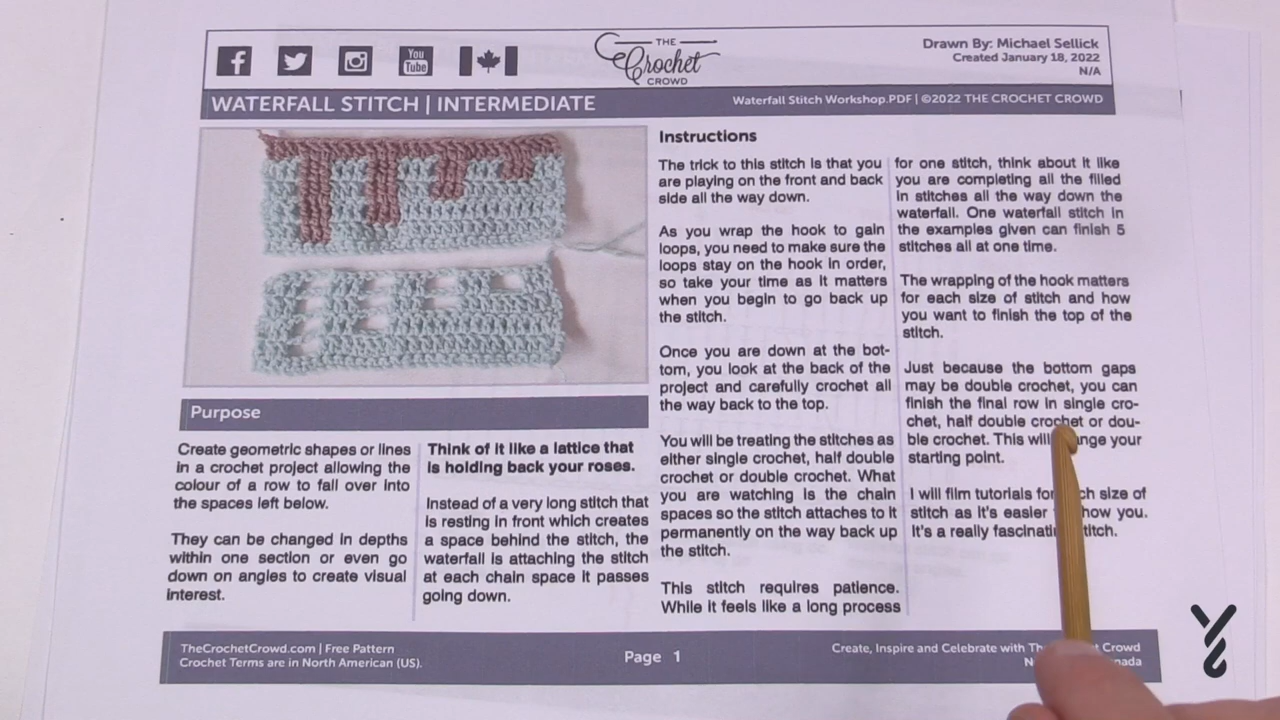 You
Tube
THE
Crochet
CROWD
Drawn By: Michael Sellick
Created January 18, 2022
N/A
WATERFALL STITCH | INTERMEDIATE
Waterfall Stitch Workshop.PDF | ©2022 THE CROCHET CROWD
Purpose
Create geometric shapes or lines
in a crochet project allowing the
colour of a row to fall over into
the spaces left below.
They can be changed in depths
within one section or even go
down on angles to create visual
interest.
Think of it like a lattice that
is holding back your roses.
Instead of a very long stitch that
is resting in front which creates
a space behind the stitch, the
waterfall is attaching the stitch
at each chain space it passes
going down.
Instructions
The trick to this stitch is that you
are playing on the front and back
side all the way down.
As you wrap the hook to gain
loops, you need to make sure the
loops stay on the hook in order,
so take your time as it matters
when you begin to go back up
the stitch.
Once you are down at the bot-
tom, you look at the back of the
project and carefully crochet all
the way back to the top.
You will be treating the stitches as
either single crochet, half double
crochet or double crochet. What
you are watching is the chain
spaces so the stitch attaches to it
permanently on the way back up
the stitch.
This stitch requires patience.
While it feels like a long process
for one stitch, think about it like
you are completing all the filled
in stitches all the way down the
waterfall. One waterfall stitch in
the examples given can finish 5
stitches all at one time.
The wrapping of the hook matters
for each size of stitch and how
you want to finish the top of the
stitch.
Just because the bottom gaps
may be double crochet, you can
finish the final row in single cro-
chet, half double crochet or dou-
ble crochet. This will your
starting point.
I will film tutorials for size of
stitch as it's easier you.
It's a really fascinating stitch.
TheCrochetCrowd.com | Free Pattern
Crochet Terms are in North American (US).
Page 1
Create, Inspire and Celebrate with The Crochet Crowd